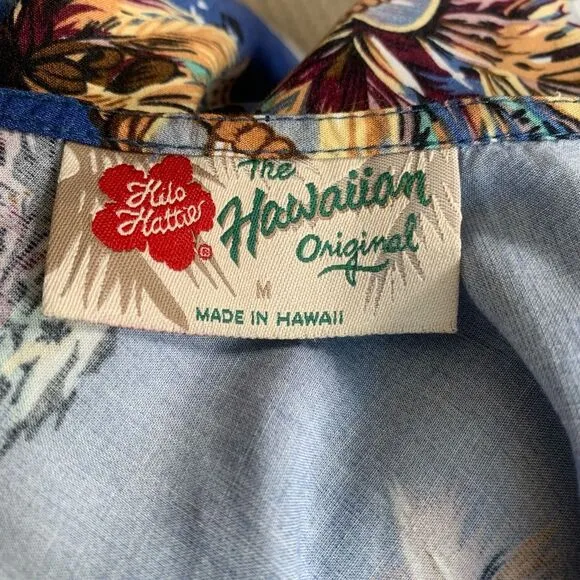 Hilo
Hattie
®
The
Hawaiian
Original
M
MADE IN HAWAII